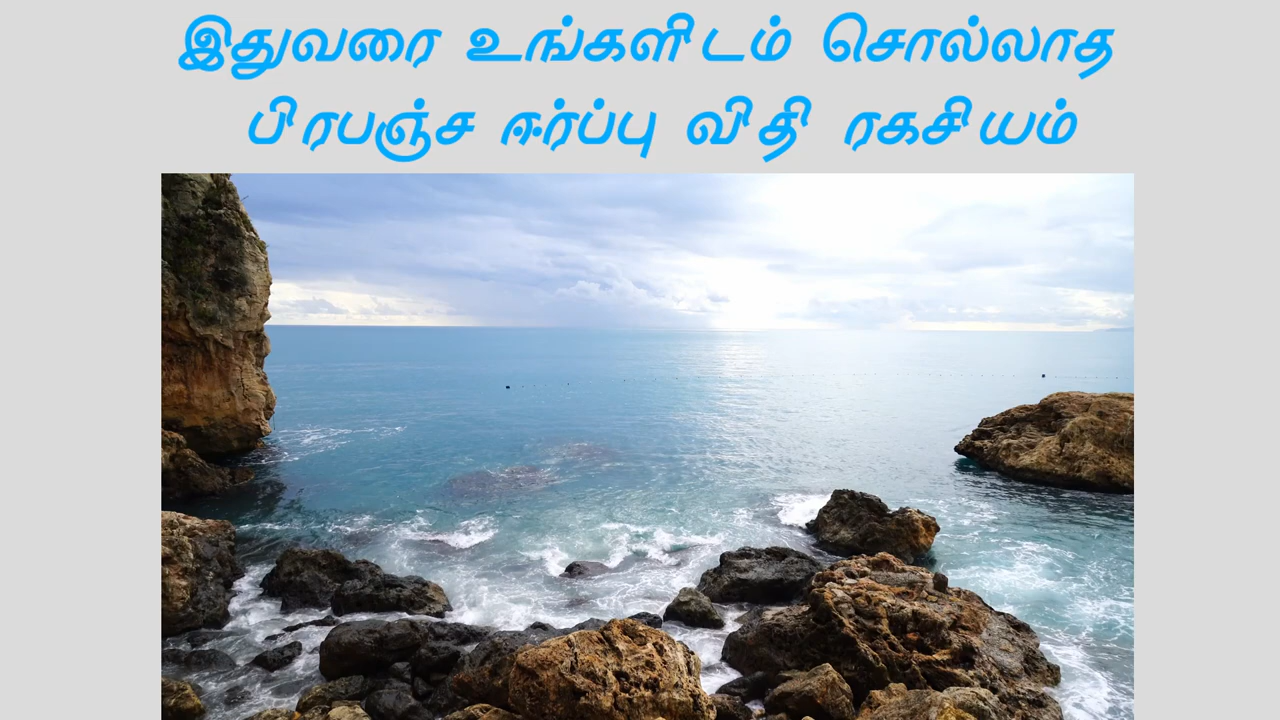 இதுவரை உங்களிடம் சொல்லாத
பிரபஞ்ச ஈர்ப்பு விதி ரகசியம்